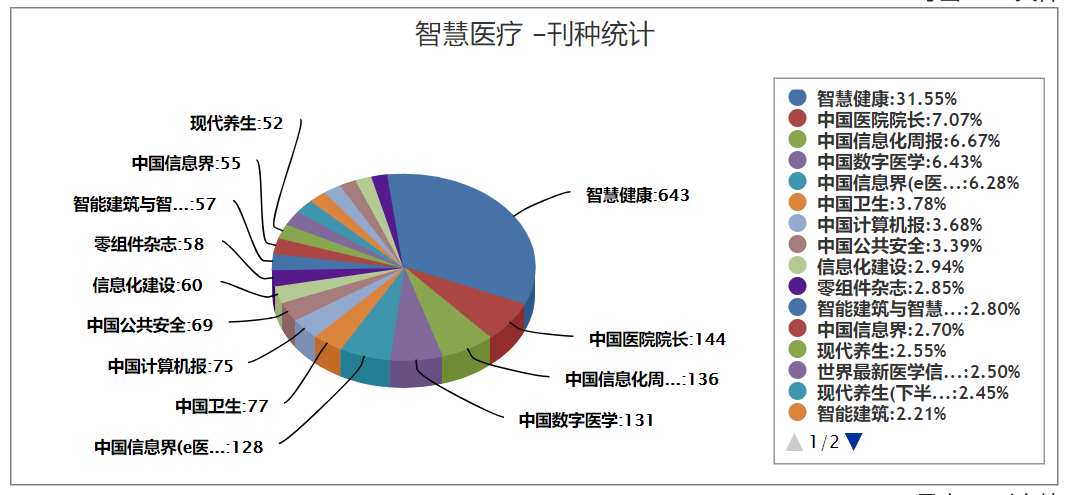 智慧医疗 -刊种统计
现代养生:52
中国信息界:55
智能建筑与智...:57
零组件杂志:58
信息化建设:60
中国公共安全:69
中国计算机报:75
中国卫生:77
中国信息界(e医...:128
智慧健康:643
中国医院院长:144
中国信息化周...:136
中国数字医学:131
智慧健康:31.55%
中国医院院长:7.07%
中国信息化周报:6.67%
中国数字医学:6.43%
中国信息界(e医...:6.28%
中国卫生:3.78%
中国计算机报:3.68%
中国公共安全:3.39%
信息化建设:2.94%
零组件杂志:2.85%
智能建筑与智慧...:2.80%
中国信息界:2.70%
现代养生:2.55%
世界最新医学信...:2.50%
现代养生(下半...:2.45%
智能建筑:2.21%
1/2